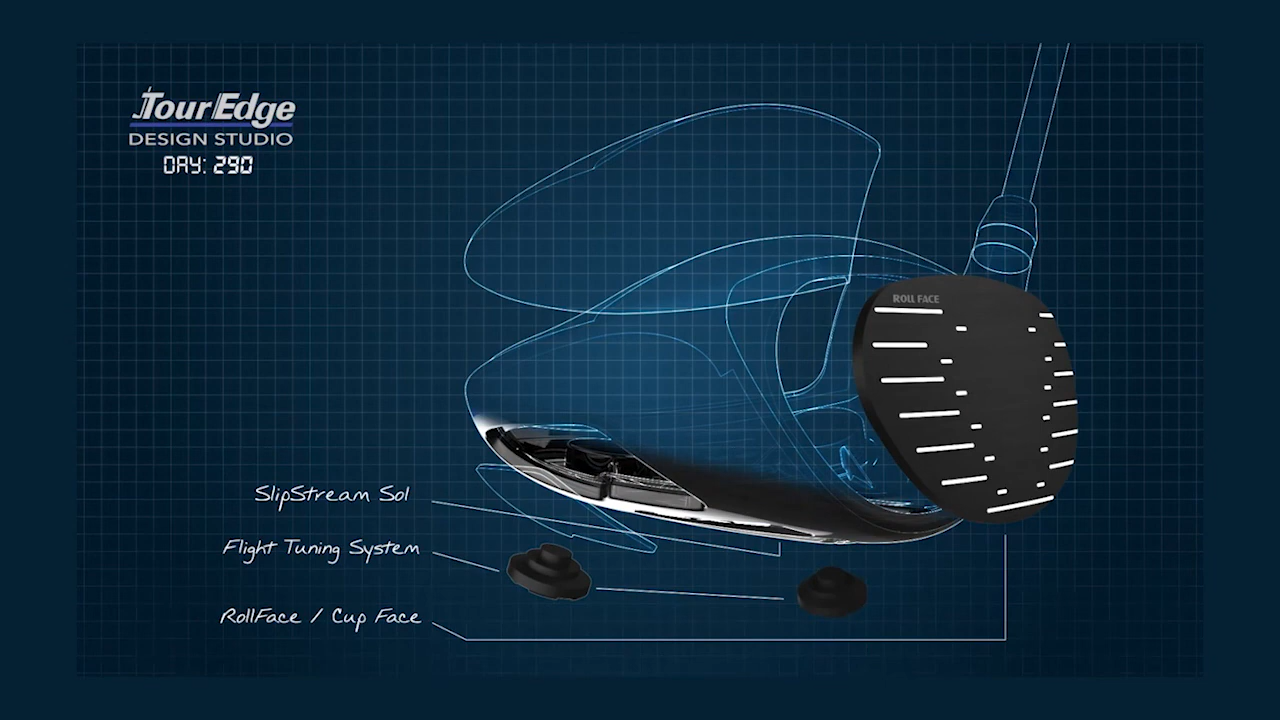 TourEdge
DESIGN STUDIO
DAY: 290
ROLL FACE
SlipStream Sol
Flight Tuning System
RollFace / Cup Face